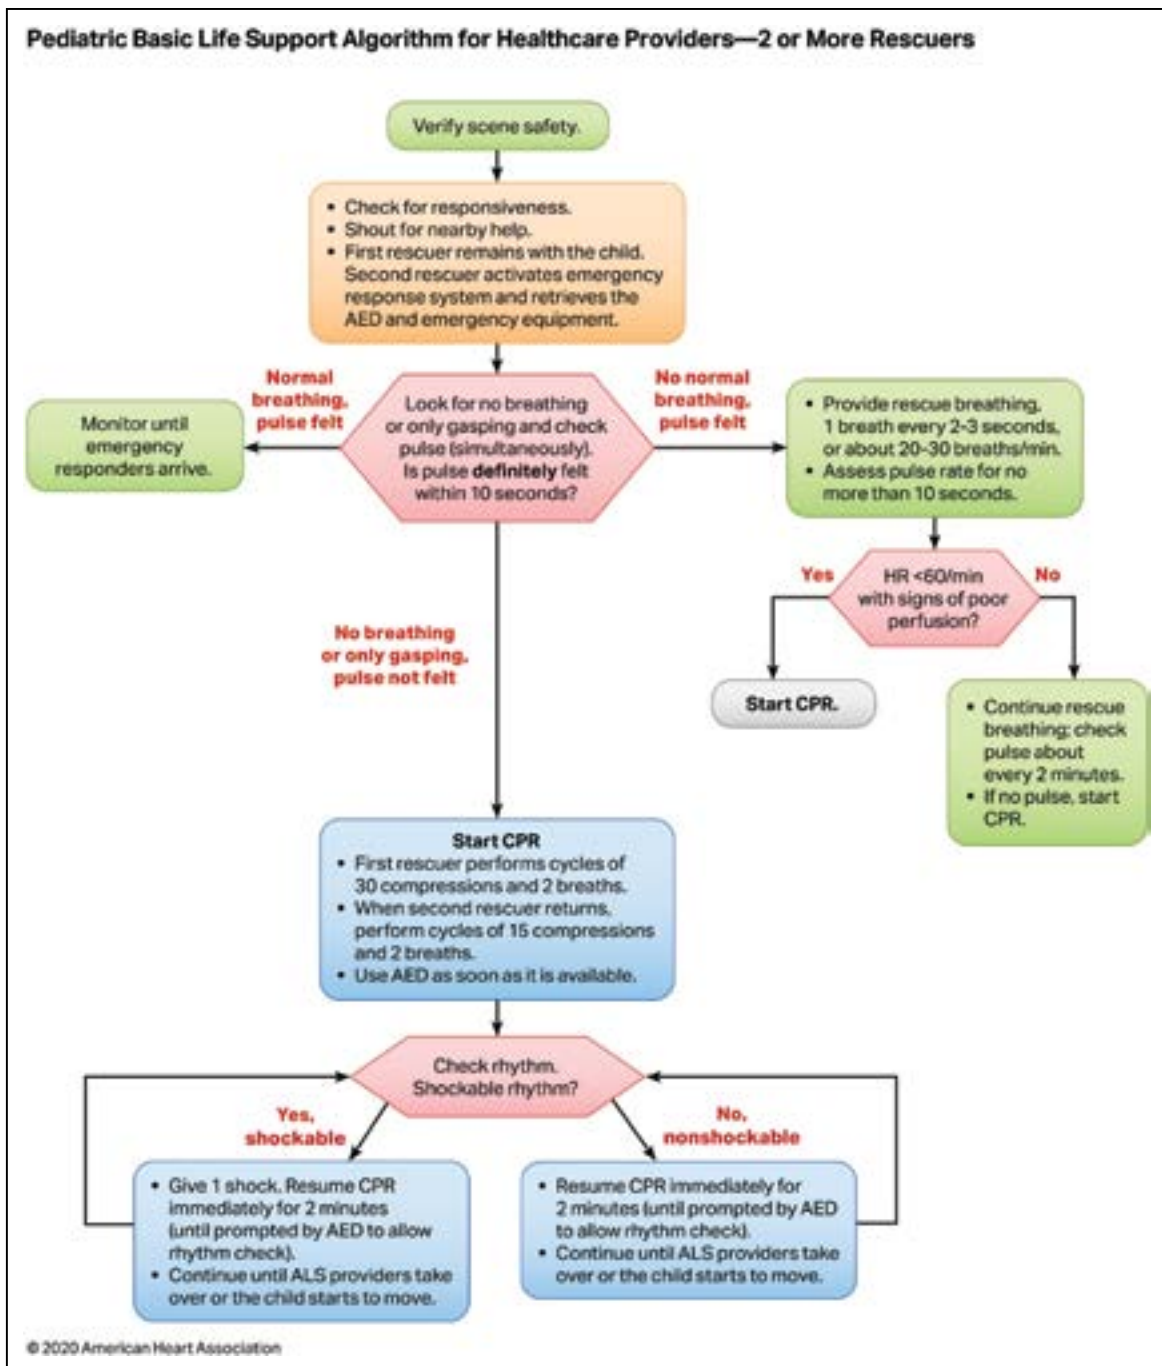 Pediatric Basic Life Support Algorithm for Healthcare Providers—2 or More Rescuers
Verify scene safety.
• Check for responsiveness.
• Shout for nearby help.
• First rescuer remains with the child.
Second rescuer activates emergency
response system and retrieves the
AED and emergency equipment.
Normal
breathing,
pulse felt
Monitor until
emergency
responders arrive.
Look for no breathing
or only gasping and check
pulse (simultaneously).
Is pulse definitely felt
within 10 seconds?
No normal
breathing,
pulse felt
• Provide rescue breathing,
1 breath every 2-3 seconds,
or about 20-30 breaths/min.
• Assess pulse rate for no
more than 10 seconds.
Yes
HR <60/min
with signs of poor
perfusion?
No
Start CPR.
• Continue rescue
breathing; check
pulse about
every 2 minutes.
• If no pulse, start
CPR.
No breathing
or only gasping,
pulse not felt
Start CPR
• First rescuer performs cycles of
30 compressions and 2 breaths.
• When second rescuer returns,
perform cycles of 15 compressions
and 2 breaths.
• Use AED as soon as it is available.
Check rhythm.
Shockable rhythm?
Yes,
shockable
No,
nonshockable
• Give 1 shock. Resume CPR
immediately for 2 minutes
(until prompted by AED to allow
rhythm check).
• Continue until ALS providers take
over or the child starts to move.
• Resume CPR immediately for
2 minutes (until prompted by AED
to allow rhythm check).
• Continue until ALS providers take
over or the child starts to move.
© 2020 American Heart Association